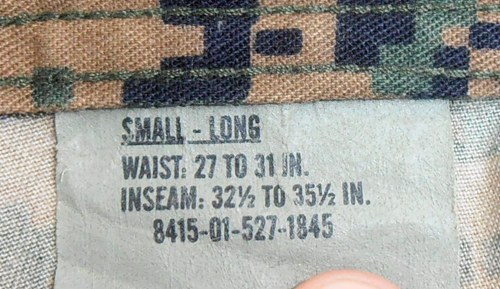 SMALL - LONG
WAIST: 27 TO 31 IN.
INSEAM: 32½ TO 35½ IN.
8415-01-527-1845